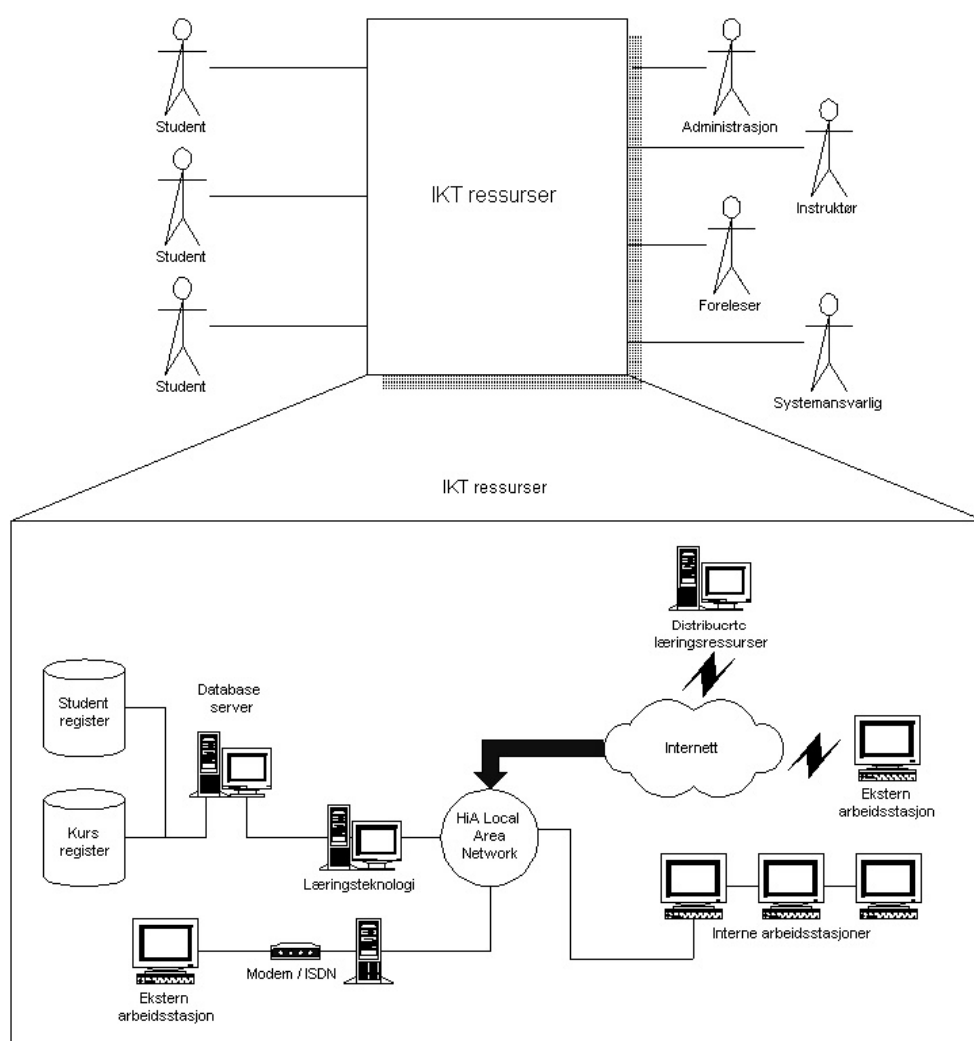 Student
Student
Student
IKT ressurser
Administrasjon
Instruktør
Foreleser
Systemansvarlig
IKT ressurser
Distribuerte
læringsressurser
Student
register
Database
server
Internett
Ekstern
arbeidsstasjon
Kurs
register
HiA Local
Area
Network
Læringsteknologi
Interne arbeidsstasjoner
Modem / ISDN
Ekstern
arbeidsstasjon